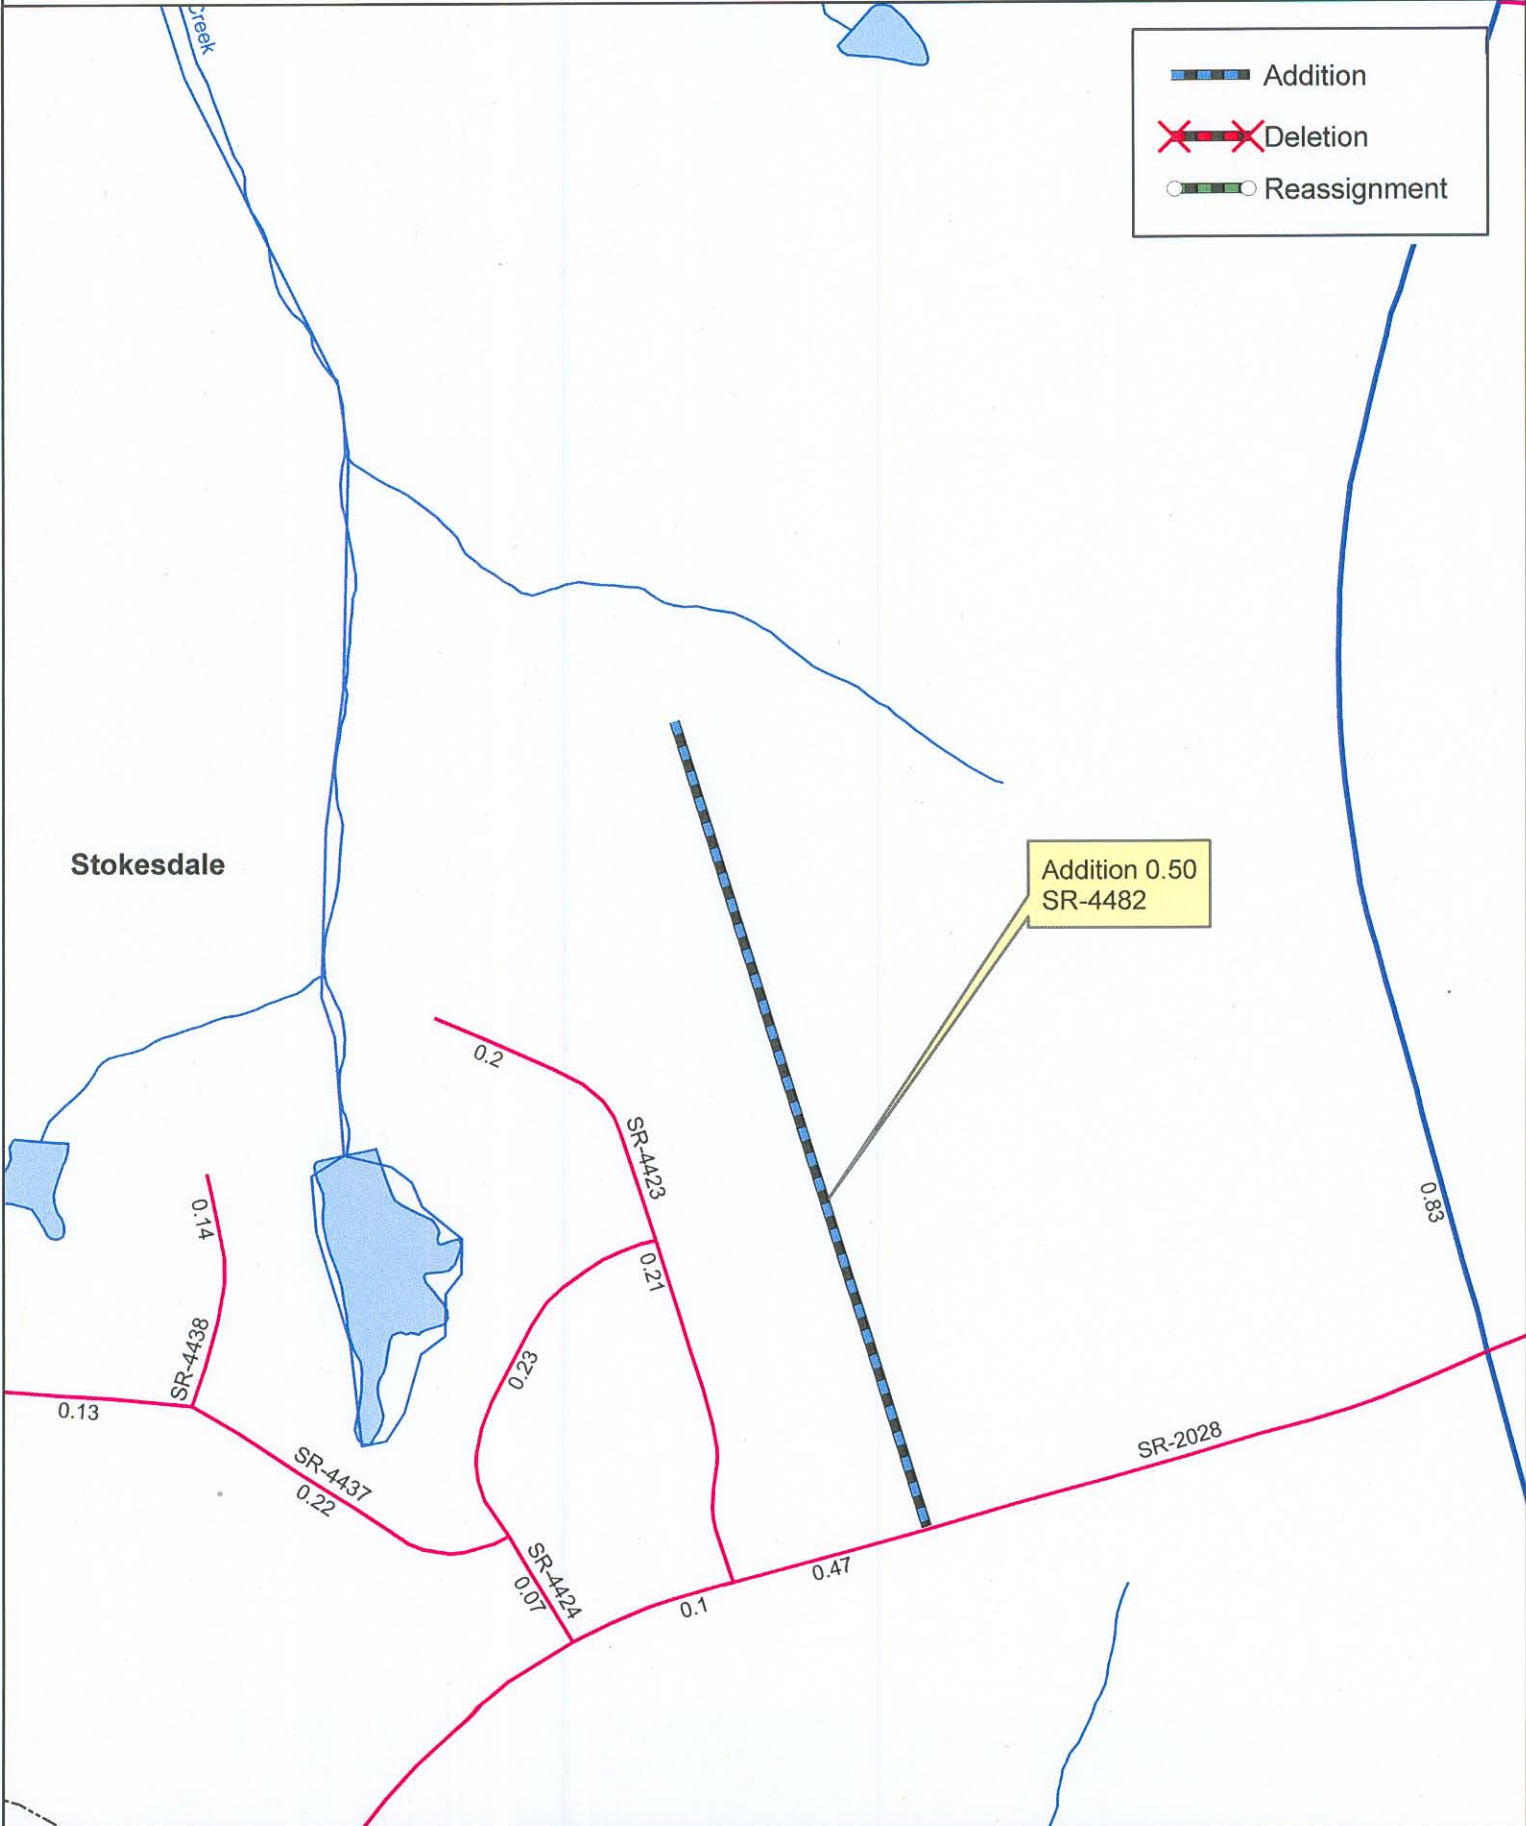 Creek
Addition
Deletion
Reassignment
Stokesdale
Addition 0.50
SR-4482
0.2
SR-4423
0.21
0.14
SR-4438
0.13
0.23
SR-4437
0.22
SR-4424
0.07
0.1
0.47
SR-2028
0.83